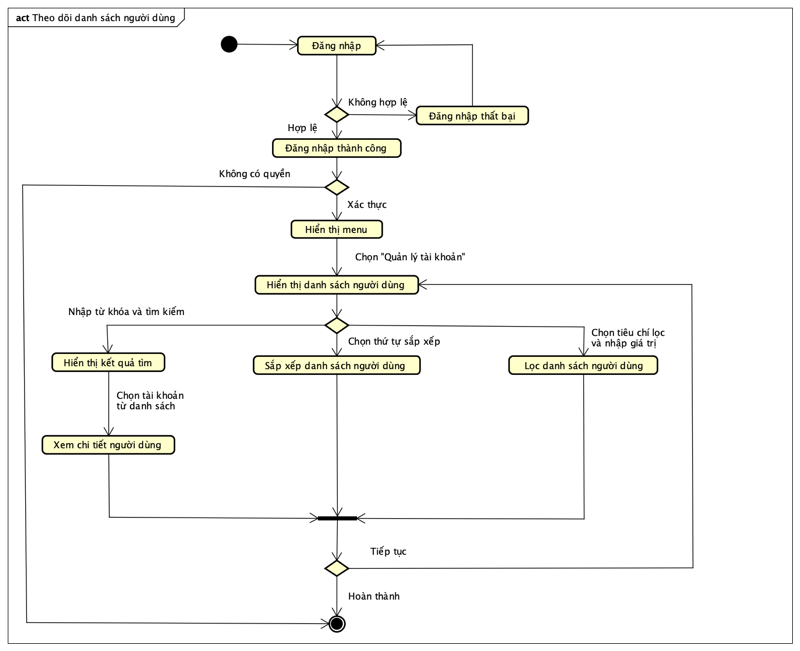 act Theo dõi danh sách người dùng
Đăng nhập
Không hợp lệ
Đăng nhập thất bại
Hợp lệ
Đăng nhập thành công
Không có quyền
Xác thực
Hiển thị menu
Chọn "Quản lý tài khoản"
Hiển thị danh sách người dùng
Nhập từ khóa và tìm kiếm
Chọn thứ tự sắp xếp
Chọn tiêu chí lọc
và nhập giá trị
Hiển thị kết quả tìm
Sắp xếp danh sách người dùng
Lọc danh sách người dùng
Chọn tài khoản
từ danh sách
Xem chi tiết người dùng
Tiếp tục
Hoàn thành